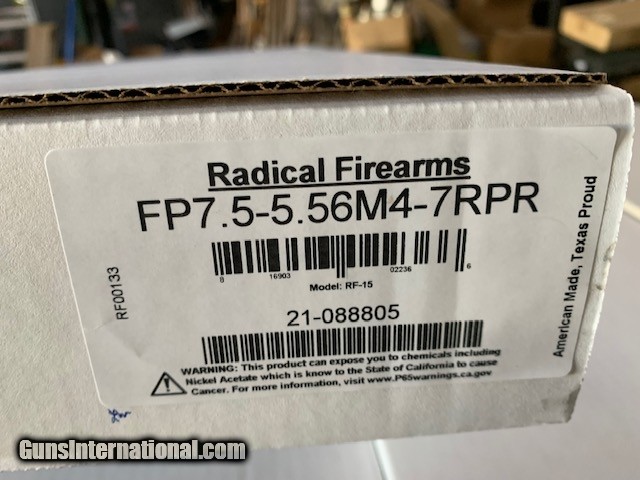 Radical Firearms
FP7.5-5.56M4-7RPR
8 16903 02236 6
Model: RF-15
21-088805
WARNING: This product can expose you to chemicals including
Nickel Acetate which is know to the State of California to cause
Cancer. For more information, visit www.P65warnings.ca.gov
RF00133
American Made, Texas Proud
GunsInternational.com